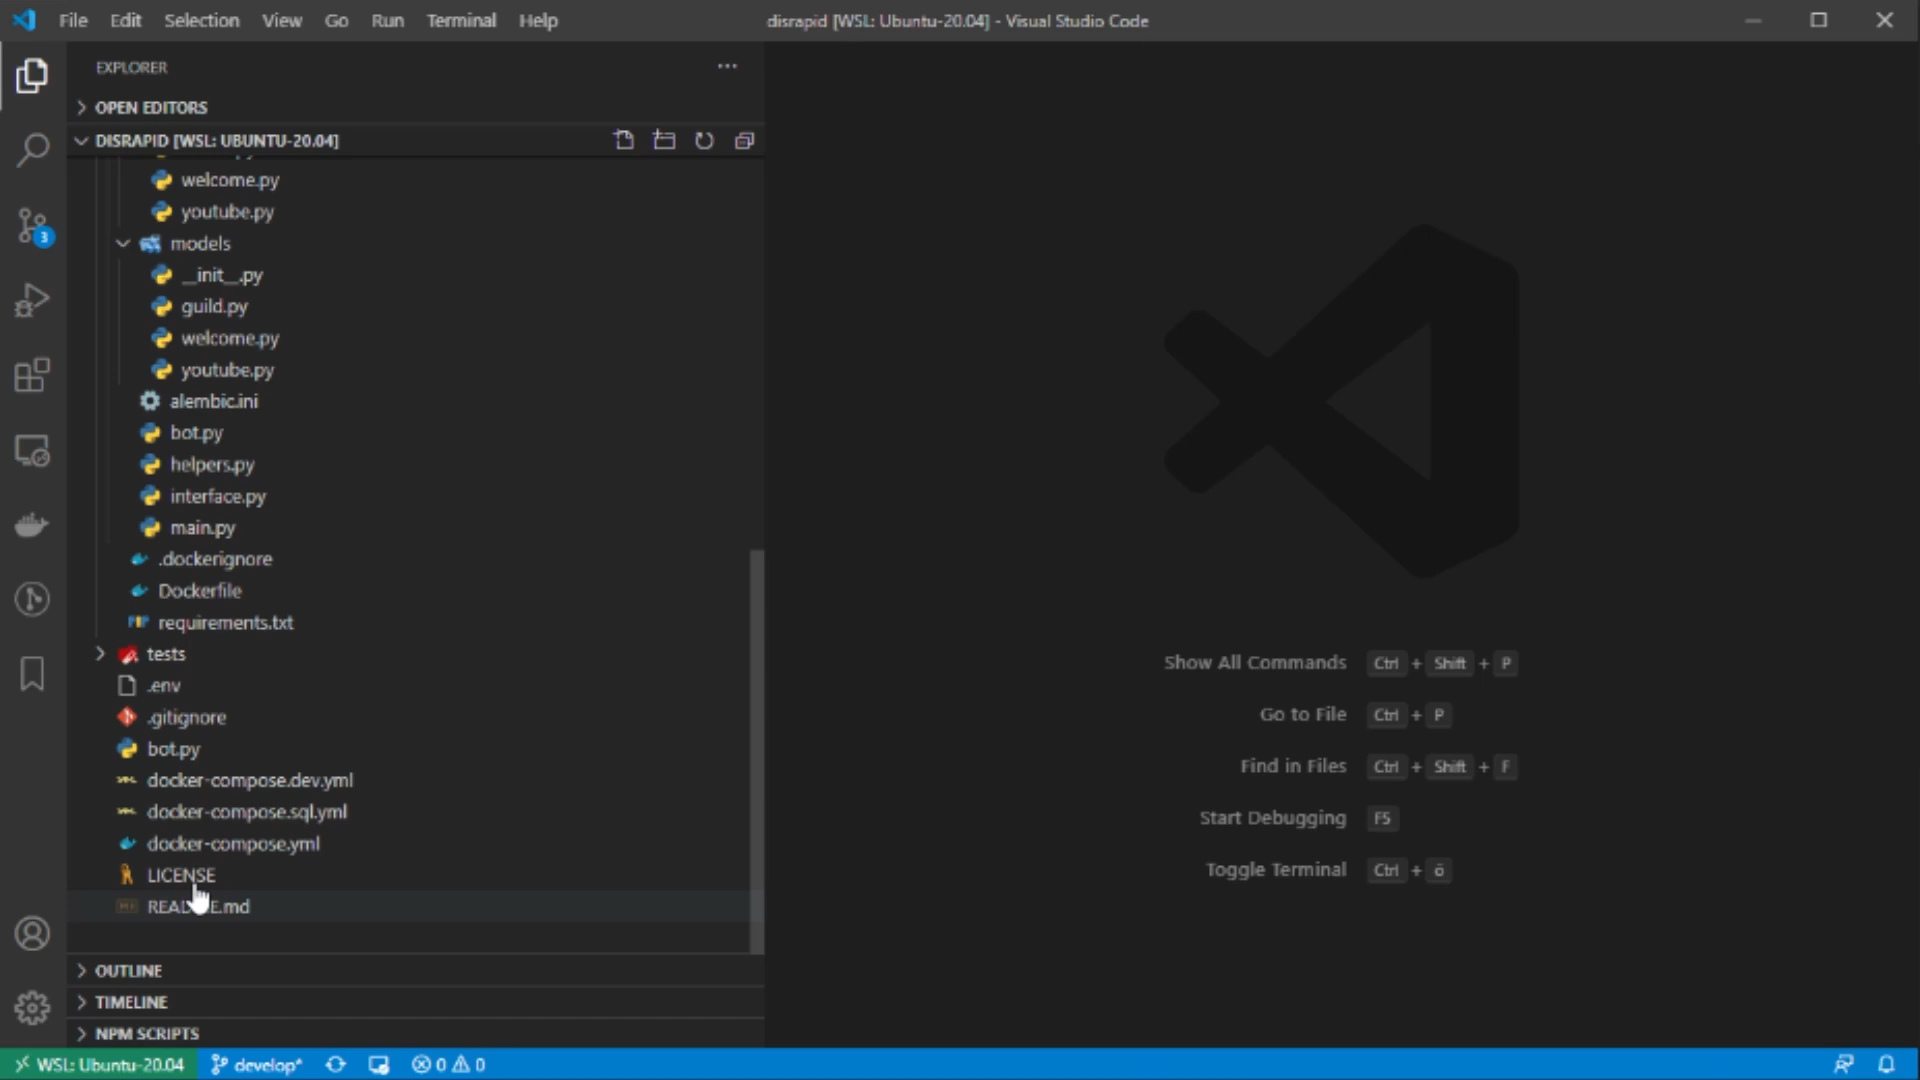 File Edit Selection View Go Run Terminal Help
disrapid [WSL: Ubuntu-20.04] - Visual Studio Code
EXPLORER
OPEN EDITORS
DISRAPID [WSL: UBUNTU-20.04]
welcome.py
youtube.py
models
__init__.py
guild.py
welcome.py
youtube.py
alembic.ini
bot.py
helpers.py
interface.py
main.py
.dockerignore
Dockerfile
requirements.txt
tests
.env
.gitignore
bot.py
docker-compose.dev.yml
docker-compose.sql.yml
docker-compose.yml
LICENSE
README.md
OUTLINE
TIMELINE
NPM SCRIPTS
3
Show All Commands Ctrl + Shift + P
Go to File Ctrl + P
Find in Files Ctrl + Shift + F
Start Debugging F5
Toggle Terminal Ctrl + ö
WSL: Ubuntu-20.04 develop* 0 0